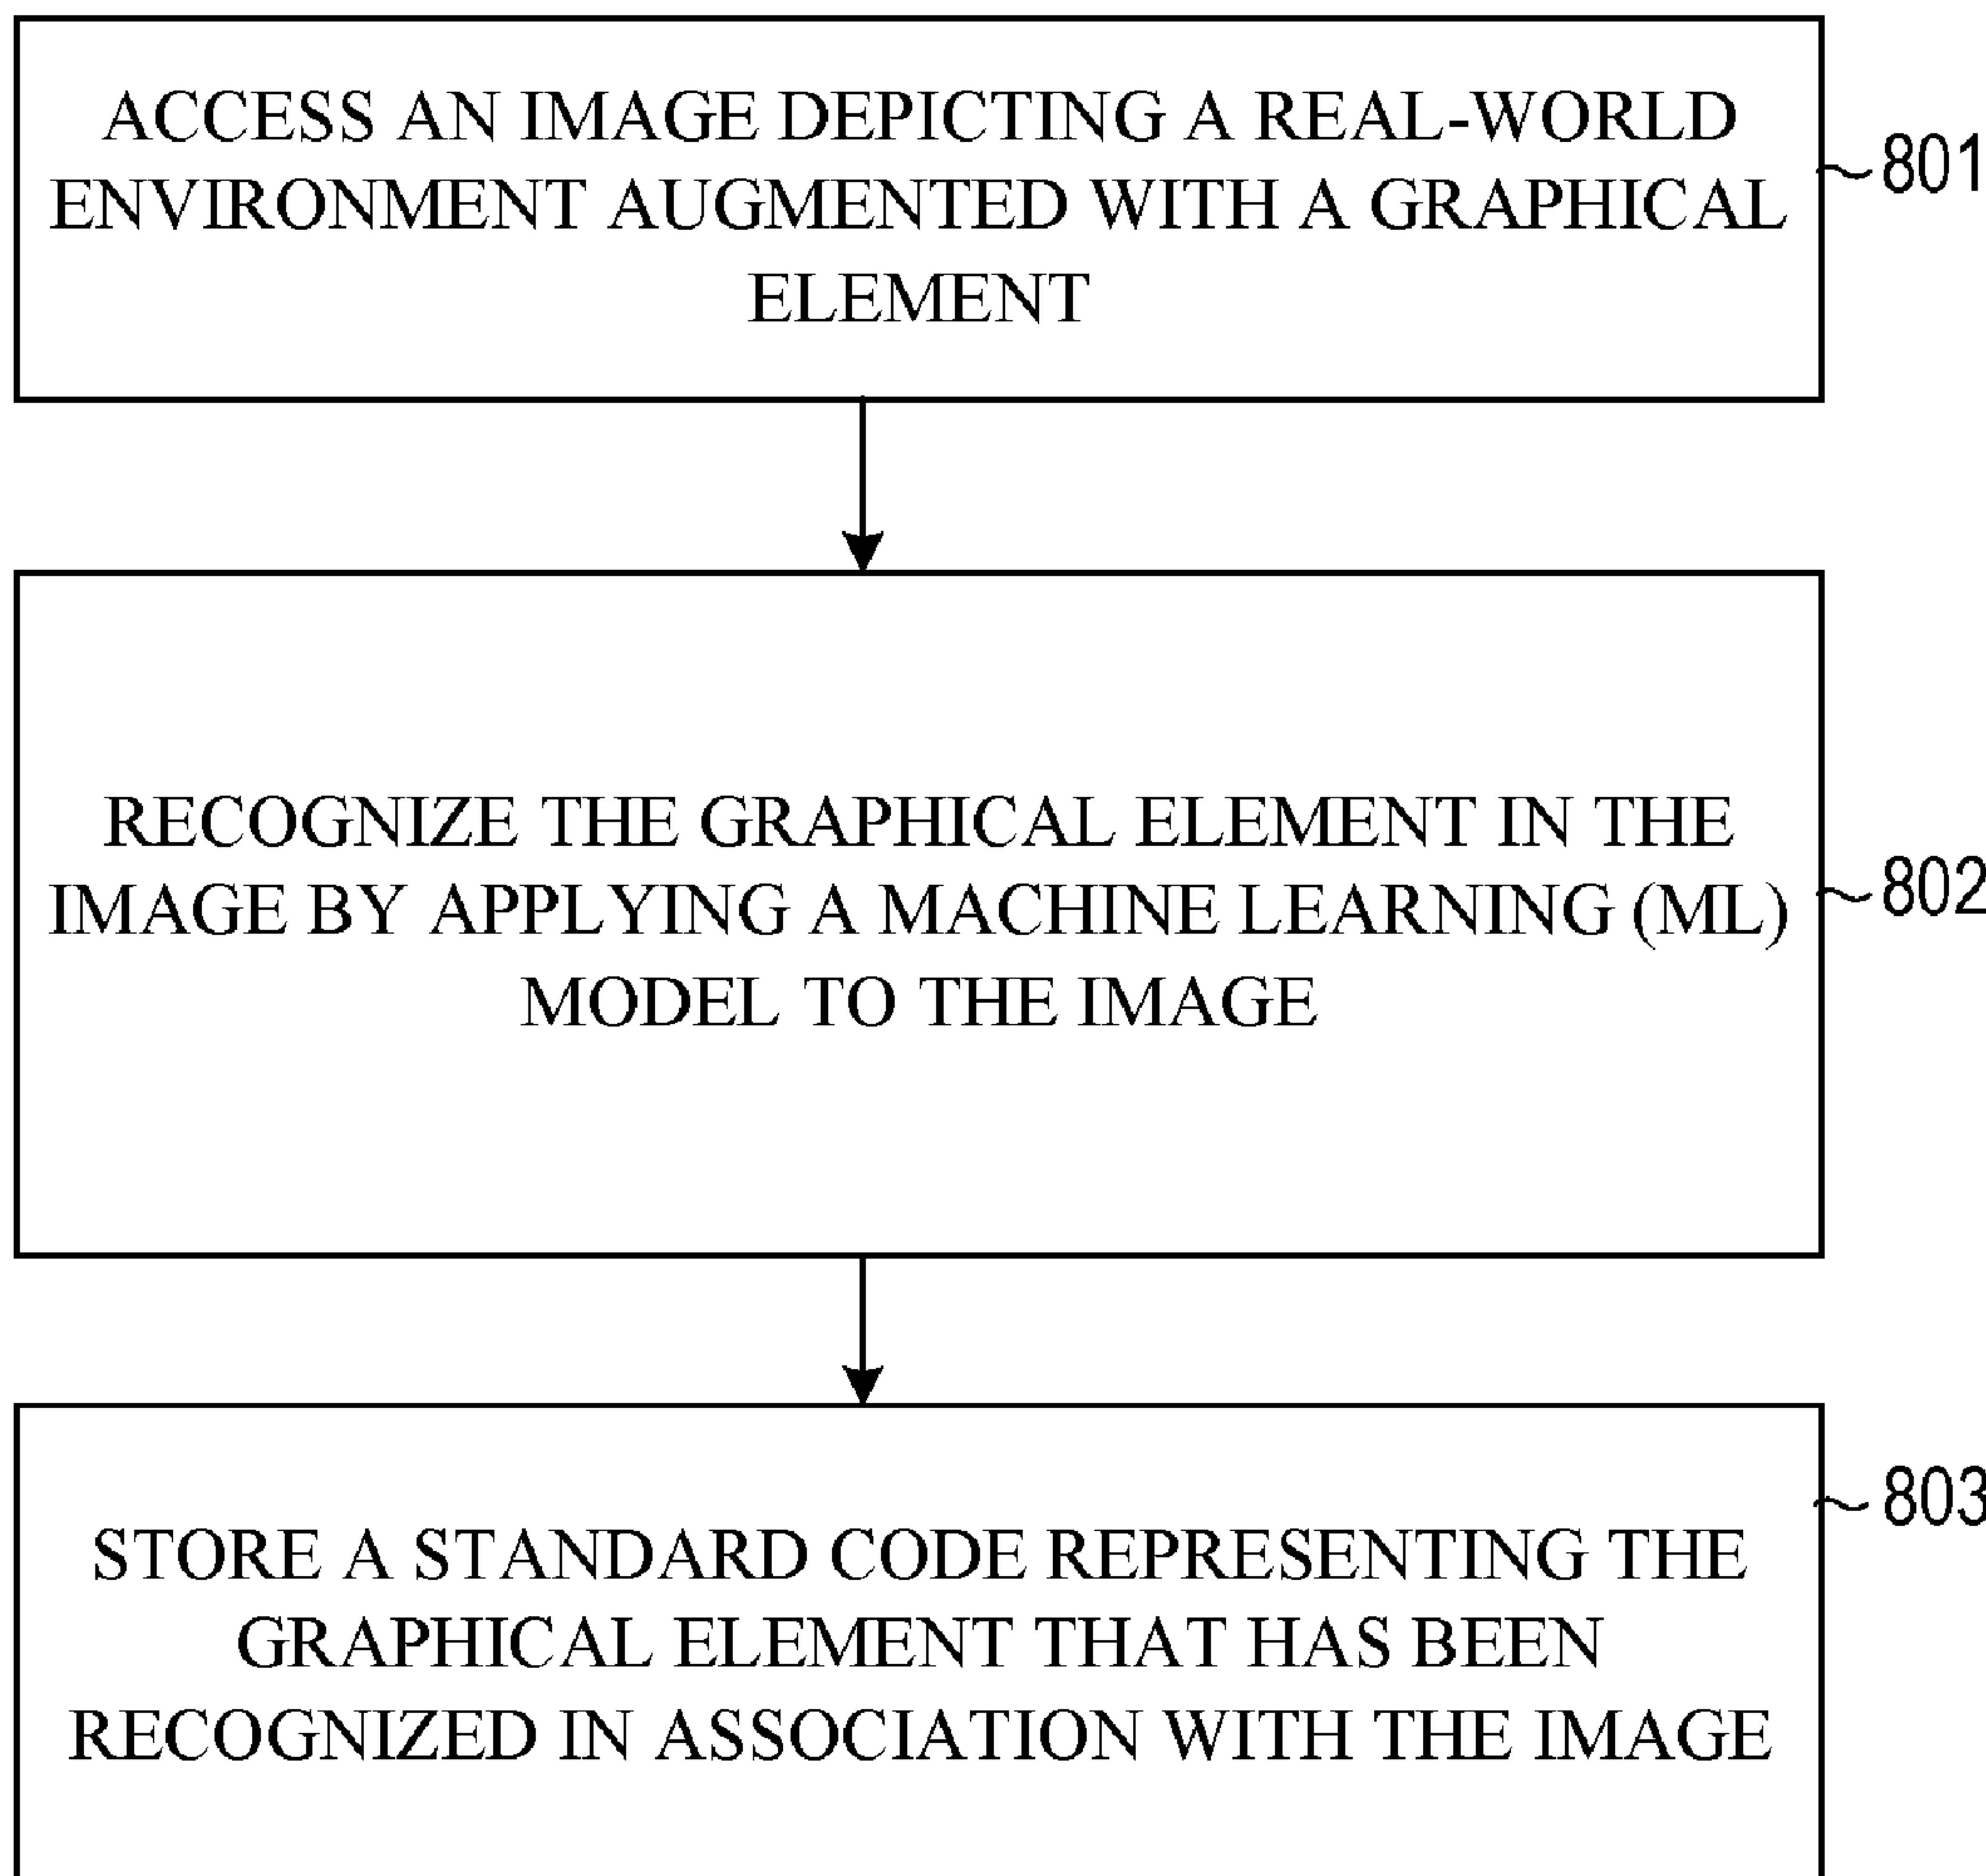 ACCESS AN IMAGE DEPICTING A REAL-WORLD
ENVIRONMENT AUGMENTED WITH A GRAPHICAL
ELEMENT
801
RECOGNIZE THE GRAPHICAL ELEMENT IN THE
IMAGE BY APPLYING A MACHINE LEARNING (ML)
MODEL TO THE IMAGE
802
STORE A STANDARD CODE REPRESENTING THE
GRAPHICAL ELEMENT THAT HAS BEEN
RECOGNIZED IN ASSOCIATION WITH THE IMAGE
803